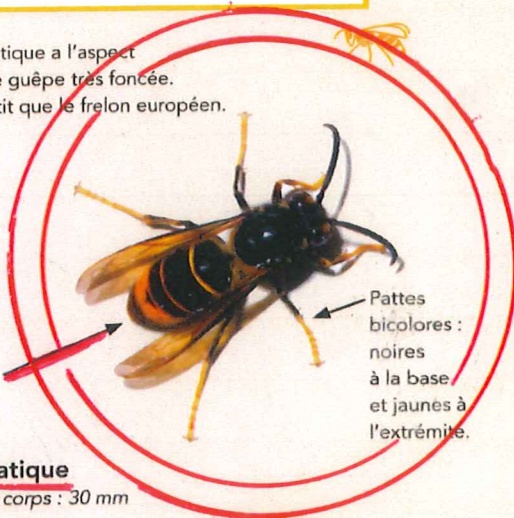 tique a l'aspect
guêpe très foncée.
tit que le frelon européen.
Pattes
bicolores :
noires
à la base
et jaunes à
l'extrémité.
atique
corps : 30 mm